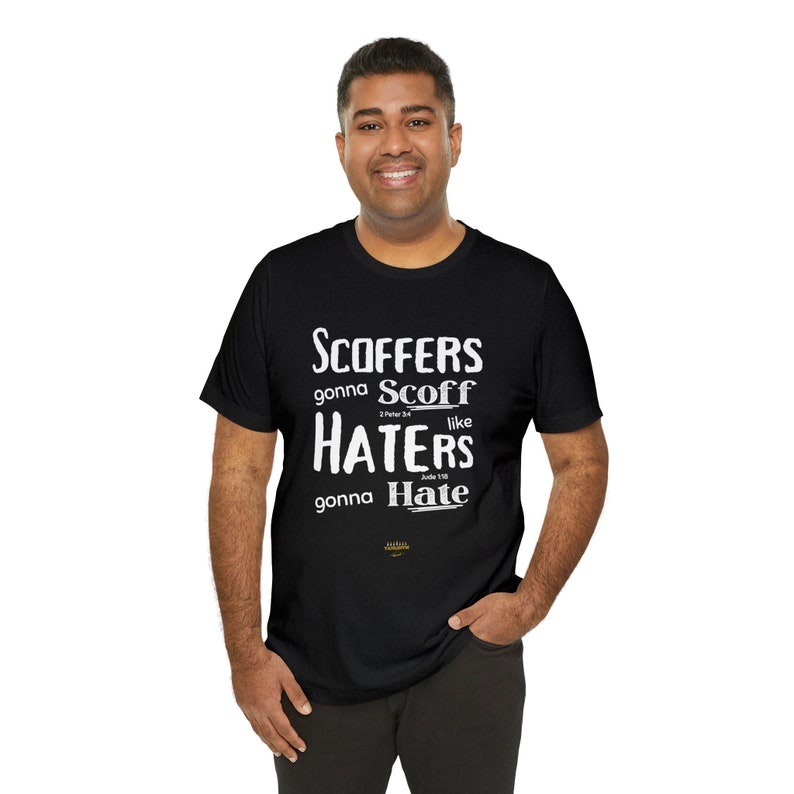 SCOFFERS
gonna Scoff
2 Peter 3:4
like
HATERS
Jude 1:18
gonna Hate